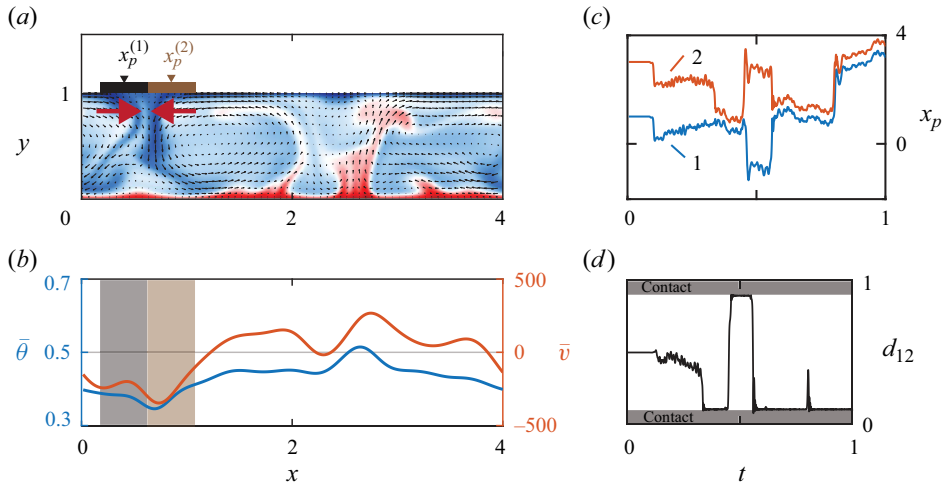 (a)
x_p^(1) x_p^(2)
1
y
0 2 4
(b)
0.7 500
θ̄ 0.5 0 v̄
0.3 −500
0 2 4
x
(c)
4
2
x_p
1
0
0 1
(d)
Contact 1
d_12
Contact
0
0 1
t